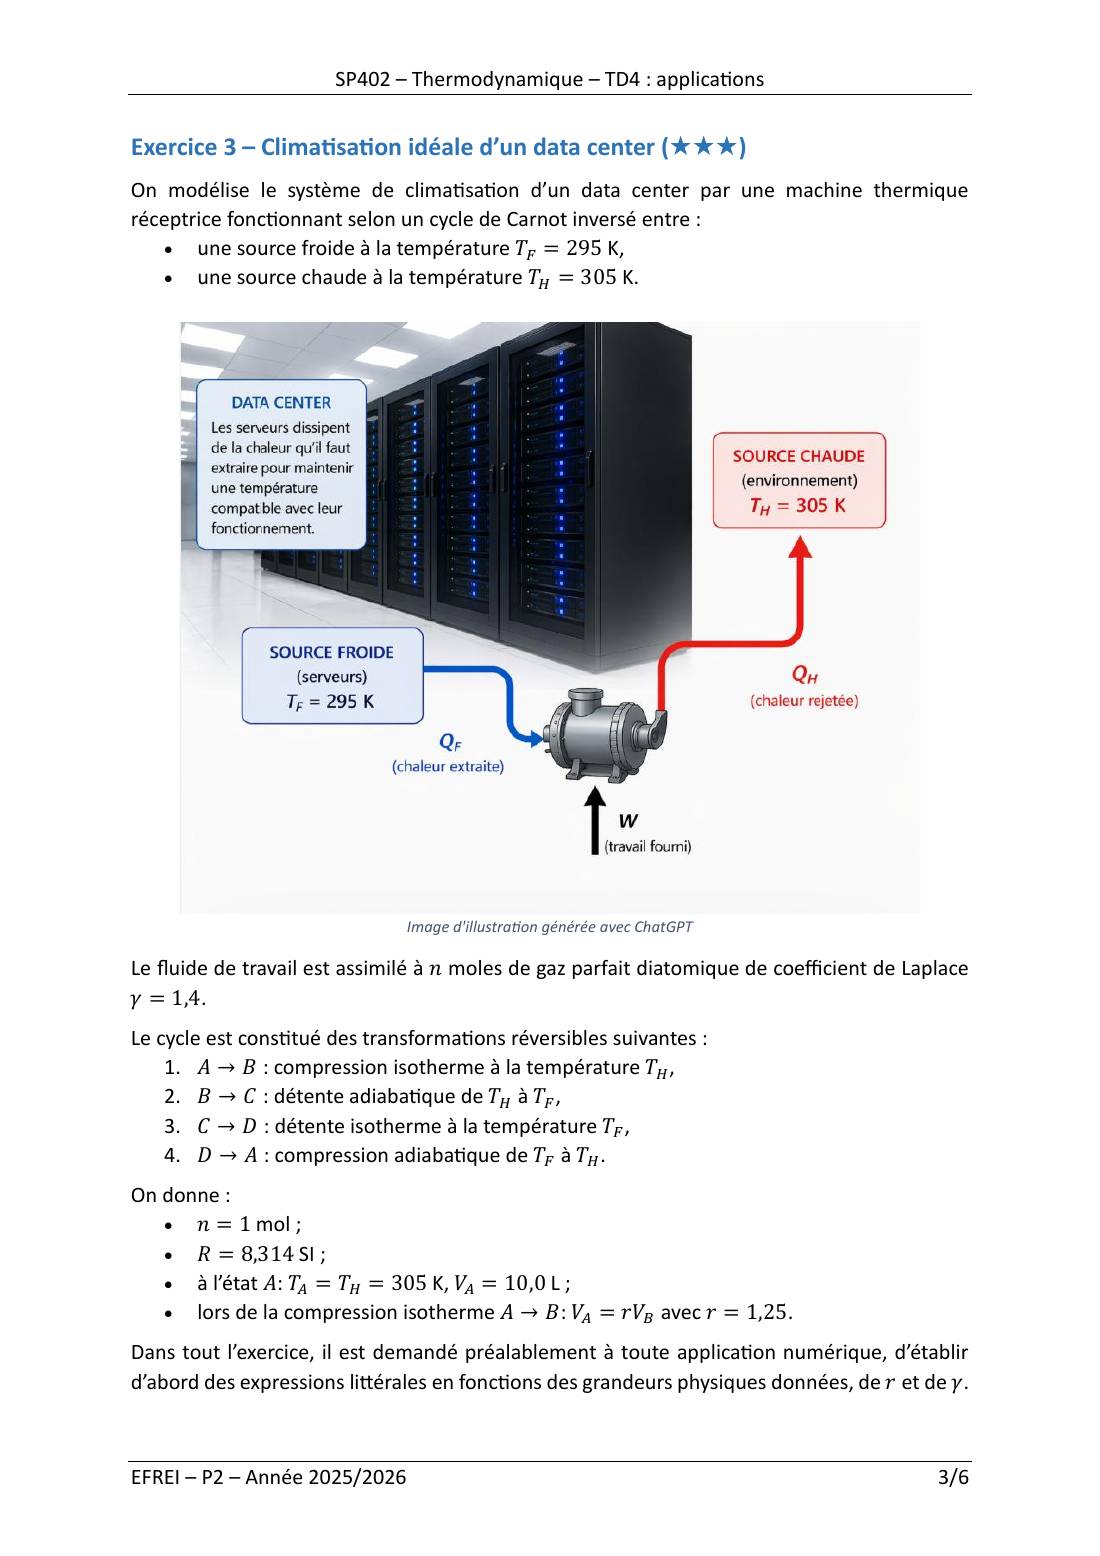 SP402 – Thermodynamique – TD4 : applications
Exercice 3 – Climatisation idéale d’un data center (★★★)
On modélise le système de climatisation d’un data center par une machine thermique
réceptrice fonctionnant selon un cycle de Carnot inversé entre :
• une source froide à la température T_F = 295 K,
• une source chaude à la température T_H = 305 K.
DATA CENTER
Les serveurs dissipent
de la chaleur qu’il faut
extraire pour maintenir
une température
compatible avec leur
fonctionnement.
SOURCE CHAUDE
(environnement)
T_H = 305 K
SOURCE FROIDE
(serveurs)
T_F = 295 K
Q_H
(chaleur rejetée)
Q_F
(chaleur extraite)
W
(travail fourni)
Image d'illustration générée avec ChatGPT
Le fluide de travail est assimilé à n moles de gaz parfait diatomique de coefficient de Laplace
γ = 1,4.
Le cycle est constitué des transformations réversibles suivantes :
1. A → B : compression isotherme à la température T_H,
2. B → C : détente adiabatique de T_H à T_F,
3. C → D : détente isotherme à la température T_F,
4. D → A : compression adiabatique de T_F à T_H.
On donne :
• n = 1 mol ;
• R = 8,314 SI ;
• à l’état A: T_A = T_H = 305 K, V_A = 10,0 L ;
• lors de la compression isotherme A → B: V_A = rV_B avec r = 1,25.
Dans tout l’exercice, il est demandé préalablement à toute application numérique, d’établir
d’abord des expressions littérales en fonctions des grandeurs physiques données, de r et de γ.
EFREI – P2 – Année 2025/2026 3/6